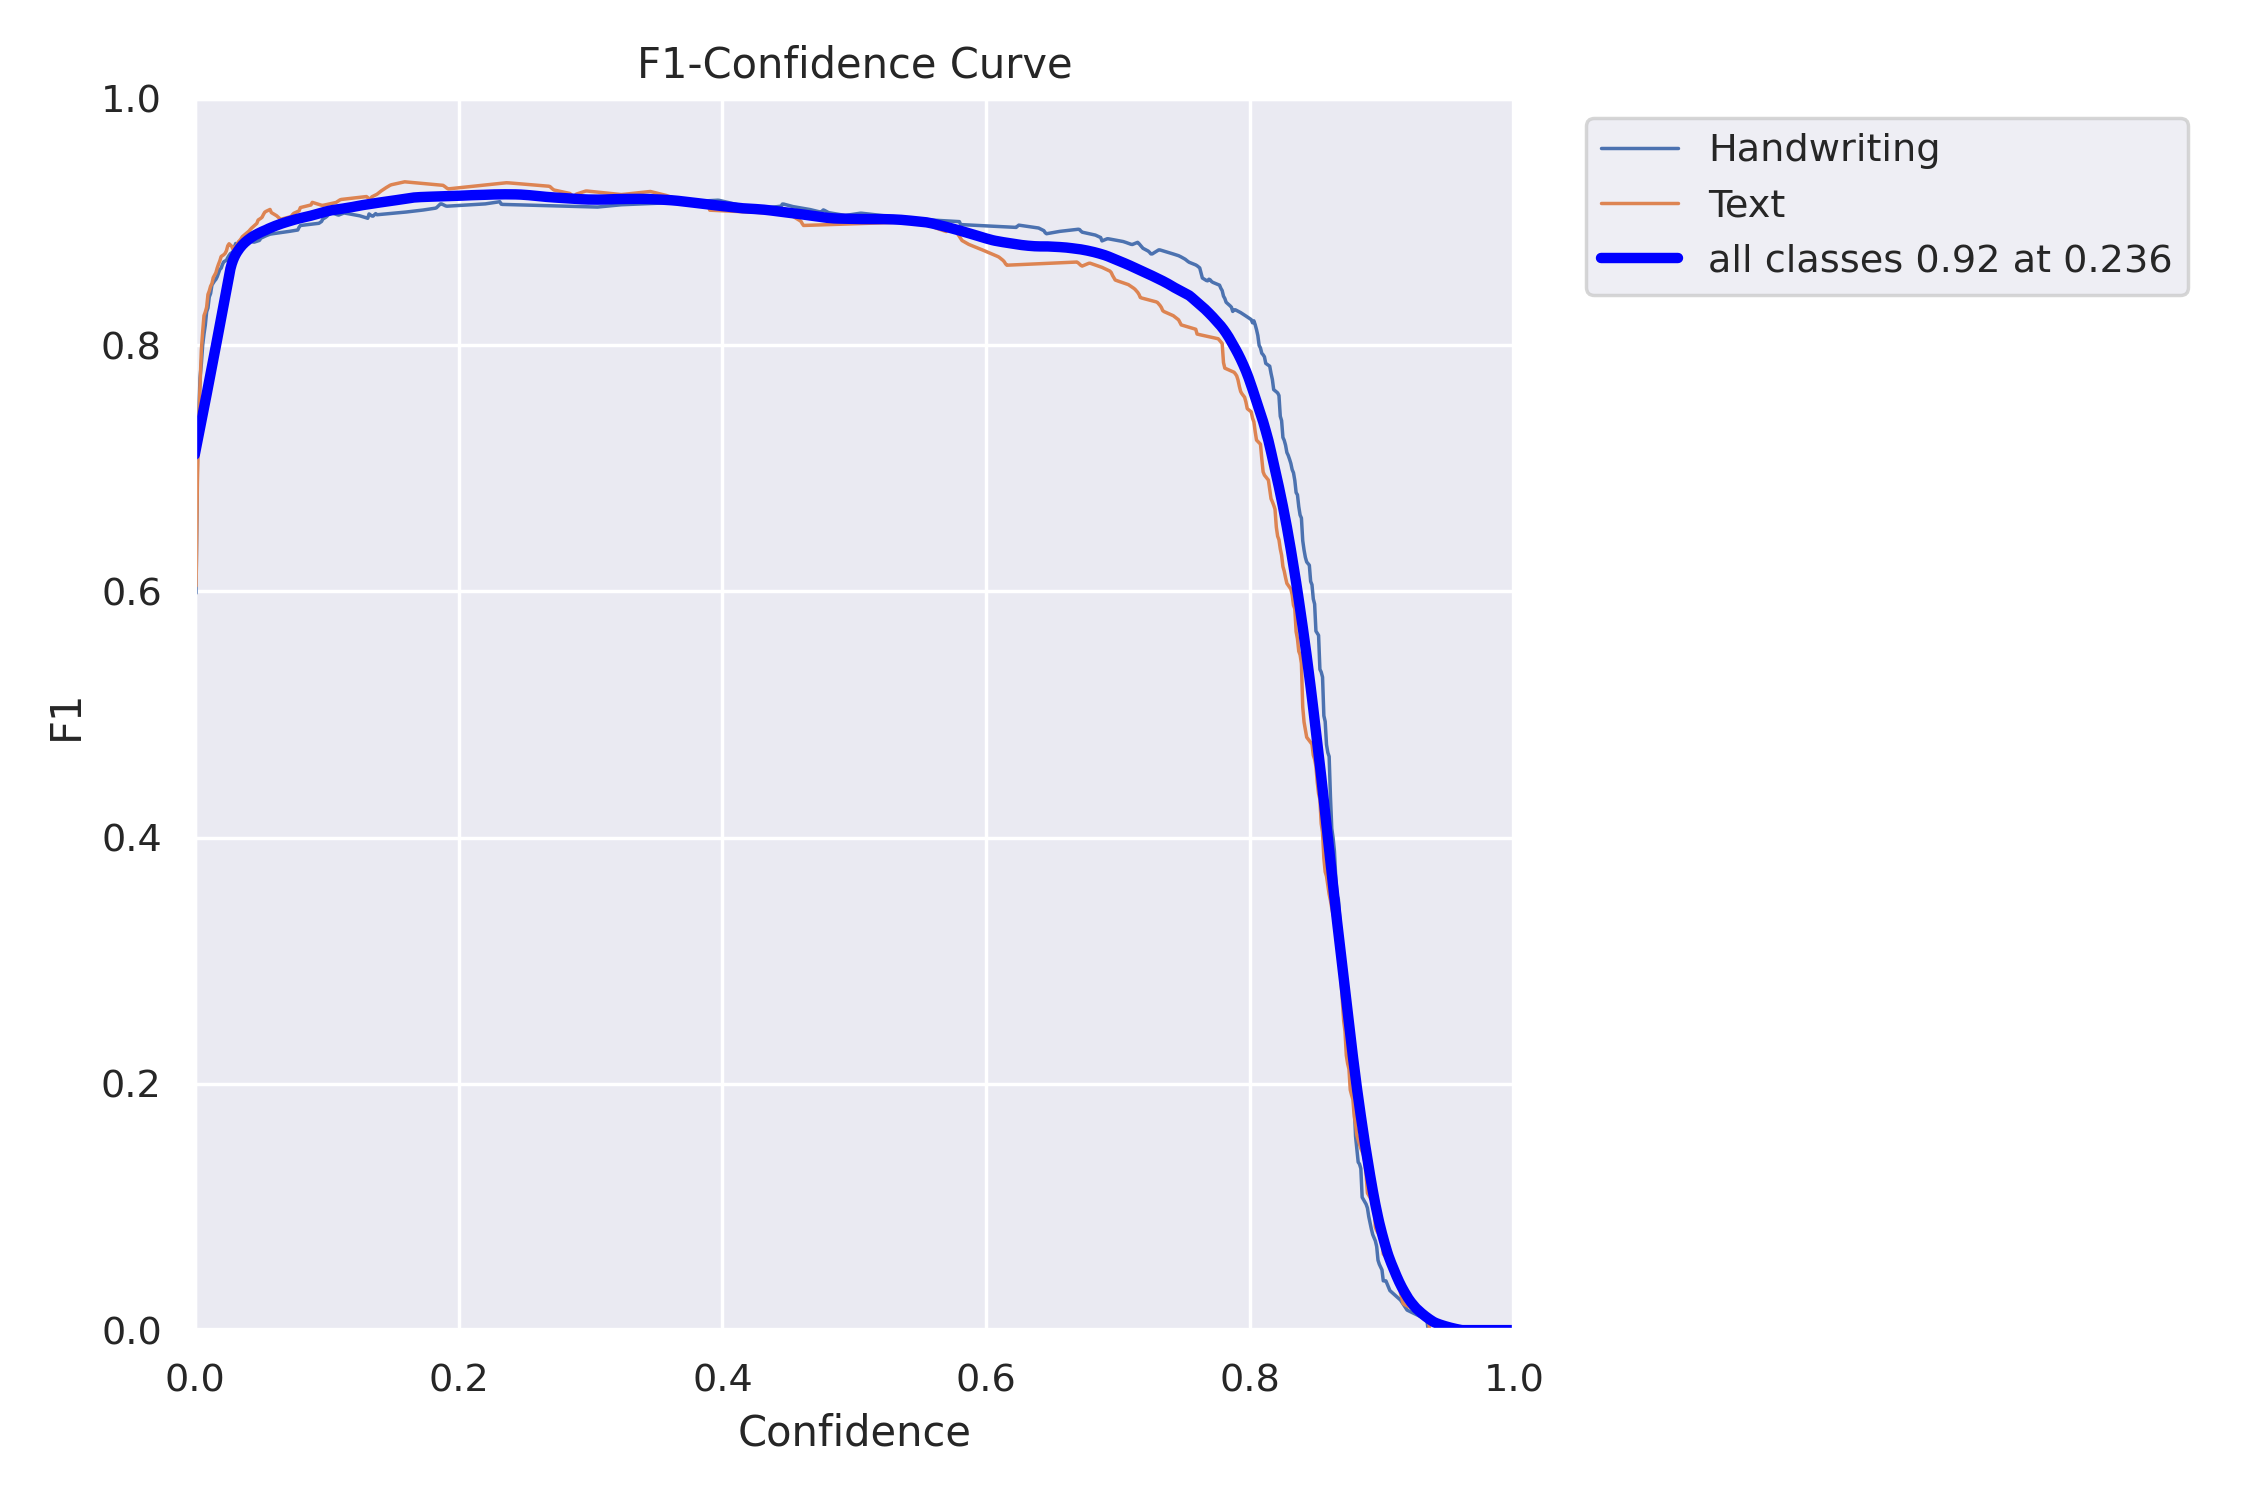 F1-Confidence Curve
1.0
0.8
0.6
0.4
0.2
0.0
F1
0.0 0.2 0.4 0.6 0.8 1.0
Confidence
Handwriting
Text
all classes 0.92 at 0.236